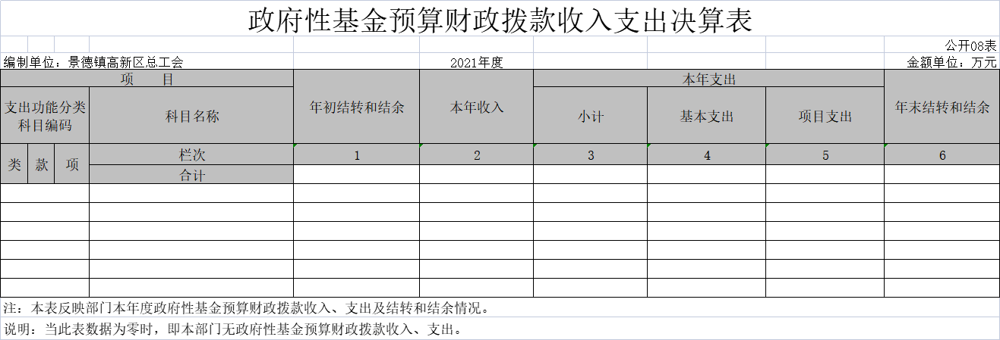 政府性基金预算财政拨款收入支出决算表
公开08表
编制单位：景德镇高新区总工会 2021年度 金额单位：万元
项 目 年初结转和结余 本年收入 本年支出 年末结转和结余
支出功能分类科目编码 科目名称 小计 基本支出 项目支出
类 款 项 栏次 1 2 3 4 5 6
合计
注：本表反映部门本年度政府性基金预算财政拨款收入、支出及结转和结余情况。
说明：当此表数据为零时，即本部门无政府性基金预算财政拨款收入、支出。